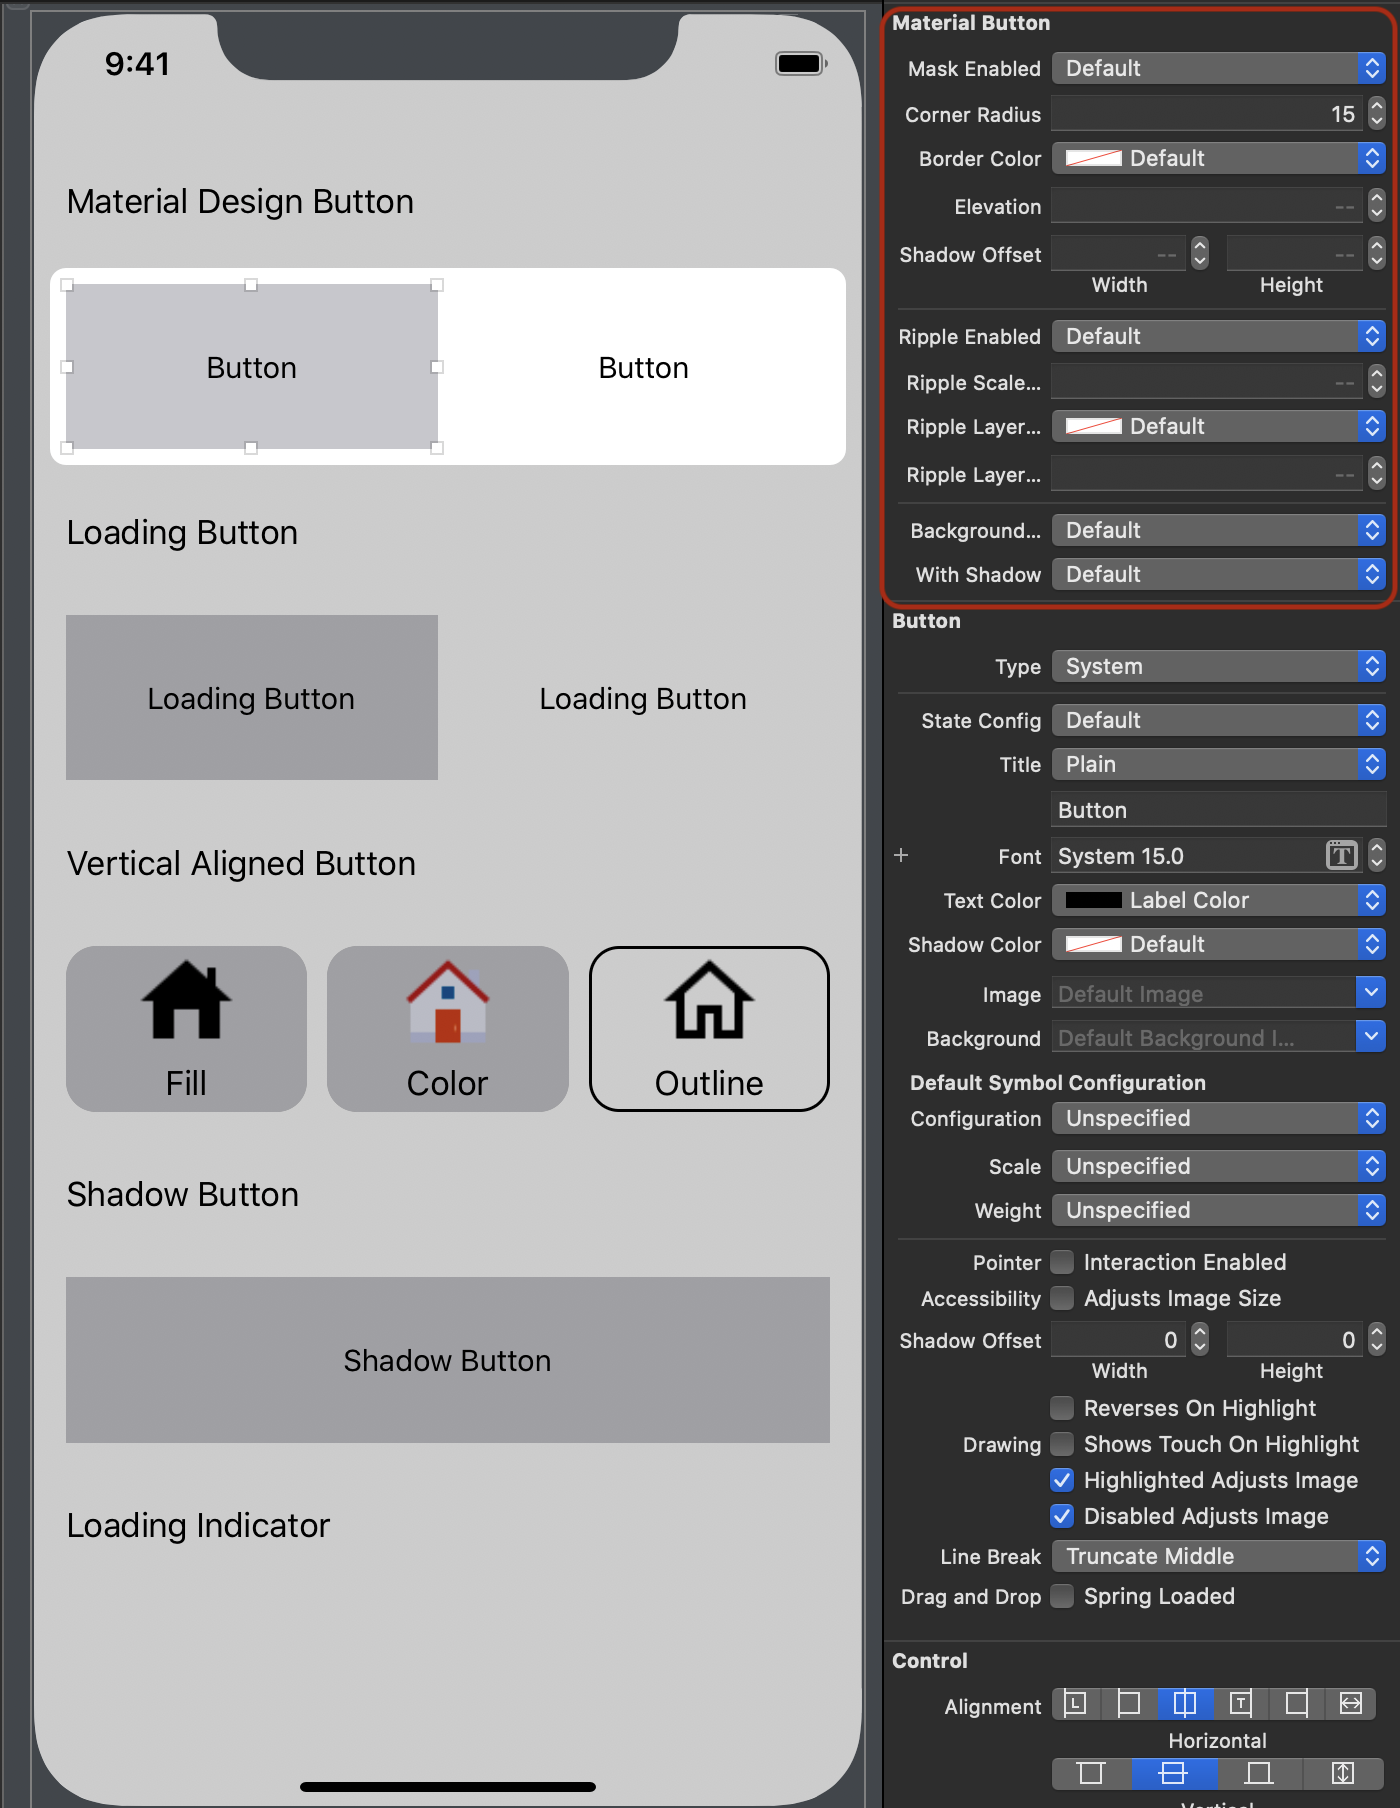 9:41
Material Design Button
Button
Button
Loading Button
Loading Button
Loading Button
Vertical Aligned Button
Fill
Color
Outline
Shadow Button
Shadow Button
Loading Indicator
Material Button
Mask Enabled Default
Corner Radius 15
Border Color Default
Elevation --
Shadow Offset -- --
Width Height
Ripple Enabled Default
Ripple Scale... --
Ripple Layer... Default
Ripple Layer... --
Background... Default
With Shadow Default
Button
Type System
State Config Default
Title Plain
Button
+ Font System 15.0 T
Text Color Label Color
Shadow Color Default
Image Default Image
Background Default Background I...
Default Symbol Configuration
Configuration Unspecified
Scale Unspecified
Weight Unspecified
Pointer Interaction Enabled
Accessibility Adjusts Image Size
Shadow Offset 0 0
Width Height
Reverses On Highlight
Drawing Shows Touch On Highlight
Highlighted Adjusts Image
Disabled Adjusts Image
Line Break Truncate Middle
Drag and Drop Spring Loaded
Control
Alignment L T
Horizontal
Vertical